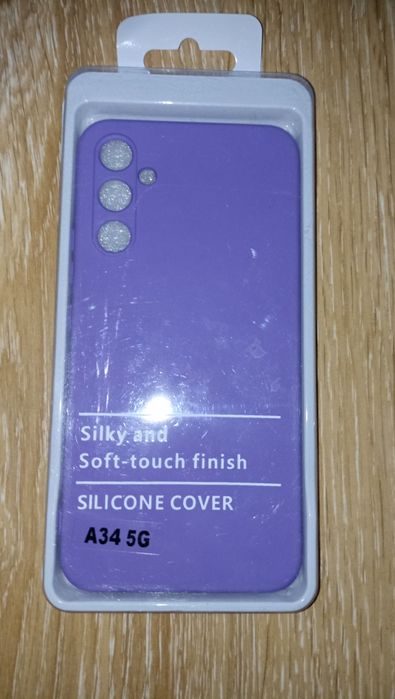 Silky and
Soft-touch finish
SILICONE COVER
A34 5G